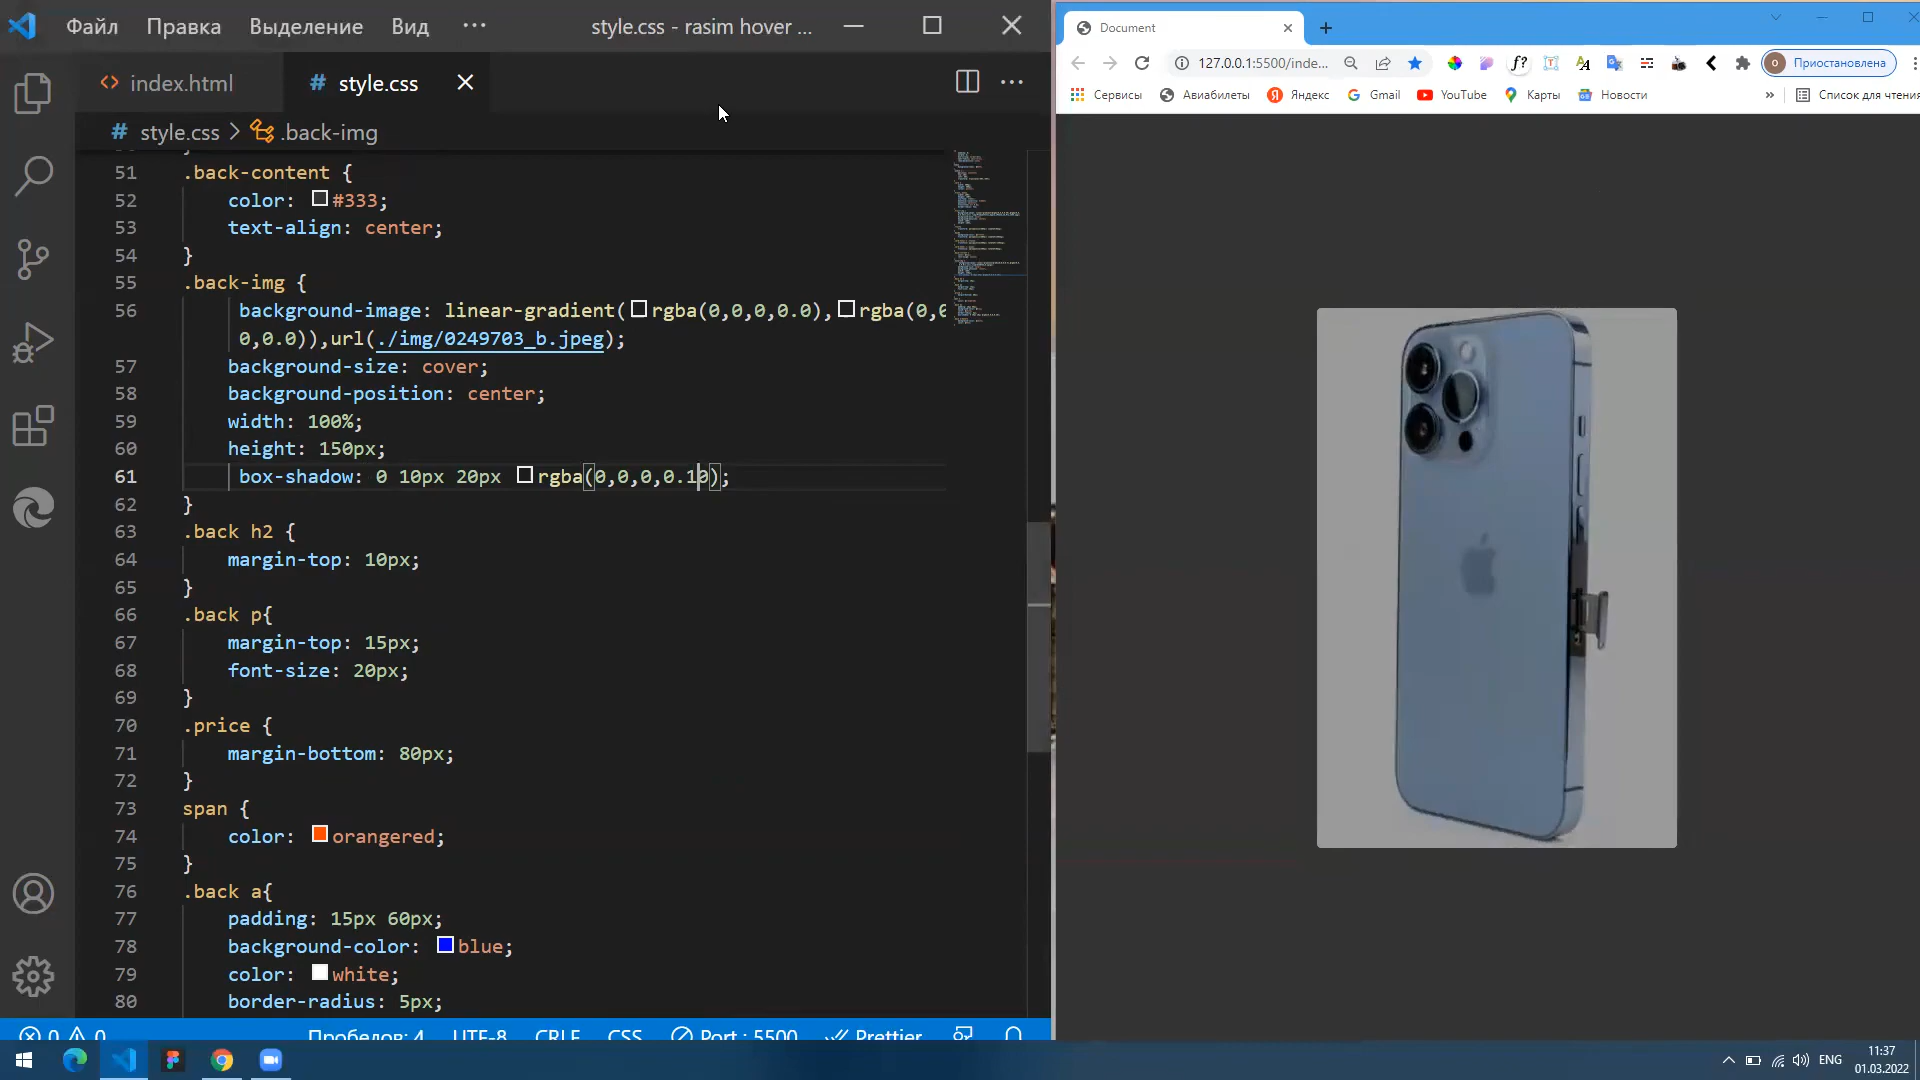 Файл Правка Выделение Вид ··· style.css - rasim hover ...
index.html
# style.css
# style.css > .back-img
51 .back-content {
52 color: #333;
53 text-align: center;
54 }
55 .back-img {
56 background-image: linear-gradient(rgba(0,0,0,0.0),rgba(0,0
0,0.0)),url(./img/0249703_b.jpeg);
57 background-size: cover;
58 background-position: center;
59 width: 100%;
60 height: 150px;
61 box-shadow: 0 10px 20px rgba(0,0,0,0.10);
62 }
63 .back h2 {
64 margin-top: 10px;
65 }
66 .back p{
67 margin-top: 15px;
68 font-size: 20px;
69 }
70 .price {
71 margin-bottom: 80px;
72 }
73 span {
74 color: orangered;
75 }
76 .back a{
77 padding: 15px 60px;
78 background-color: blue;
79 color: white;
80 border-radius: 5px;
0 0 Пробелов: 4 UTF-8 CRLF CSS Port : 5500 Prettier
Document
127.0.0.1:5500/inde...
f?
О Приостановлена
Сервисы Авиабилеты Яндекс Gmail YouTube Карты Новости » Список для чтения
ENG
11:37
01.03.2022